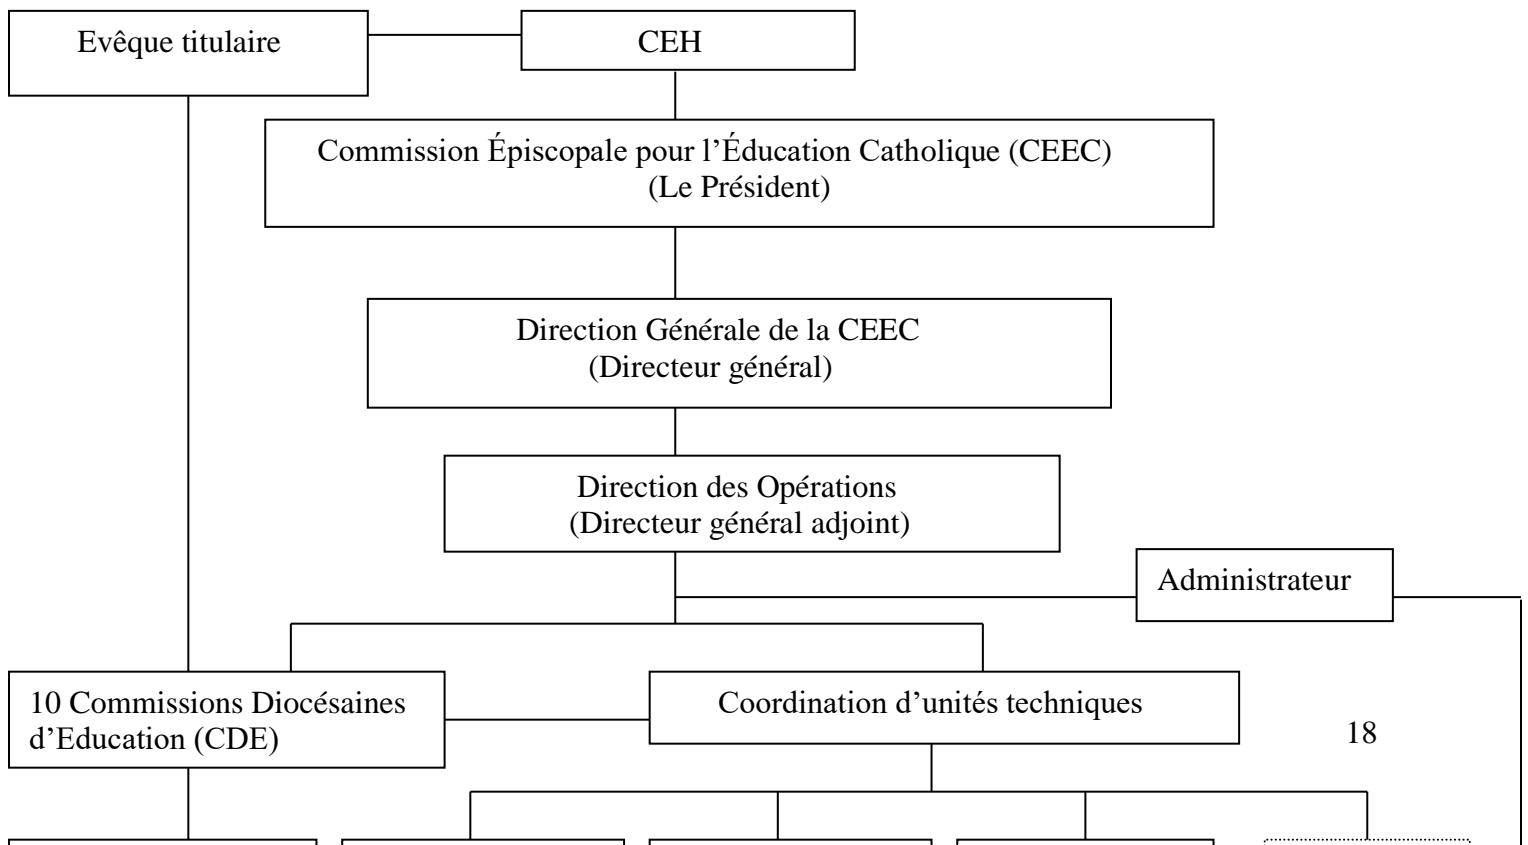 Evêque titulaire
CEH
Commission Épiscopale pour l’Éducation Catholique (CEEC)
(Le Président)
Direction Générale de la CEEC
(Directeur général)
Direction des Opérations
(Directeur général adjoint)
Administrateur
10 Commissions Diocésaines
d’Education (CDE)
Coordination d’unités techniques
18